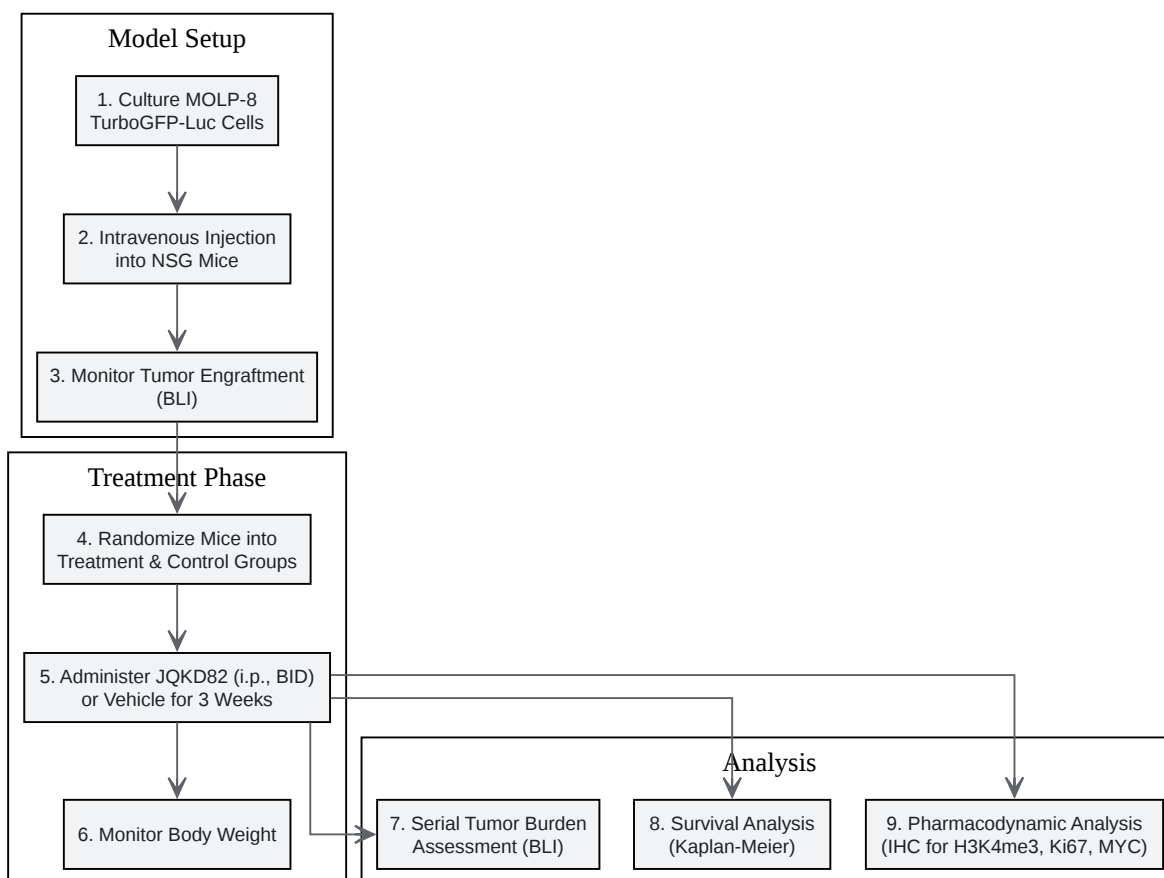 Model Setup
1. Culture MOLP-8
TurboGFP-Luc Cells
2. Intravenous Injection
into NSG Mice
3. Monitor Tumor Engraftment
(BLI)
Treatment Phase
4. Randomize Mice into
Treatment & Control Groups
5. Administer JQKD82 (i.p., BID)
or Vehicle for 3 Weeks
6. Monitor Body Weight
Analysis
7. Serial Tumor Burden
Assessment (BLI)
8. Survival Analysis
(Kaplan-Meier)
9. Pharmacodynamic Analysis
(IHC for H3K4me3, Ki67, MYC)